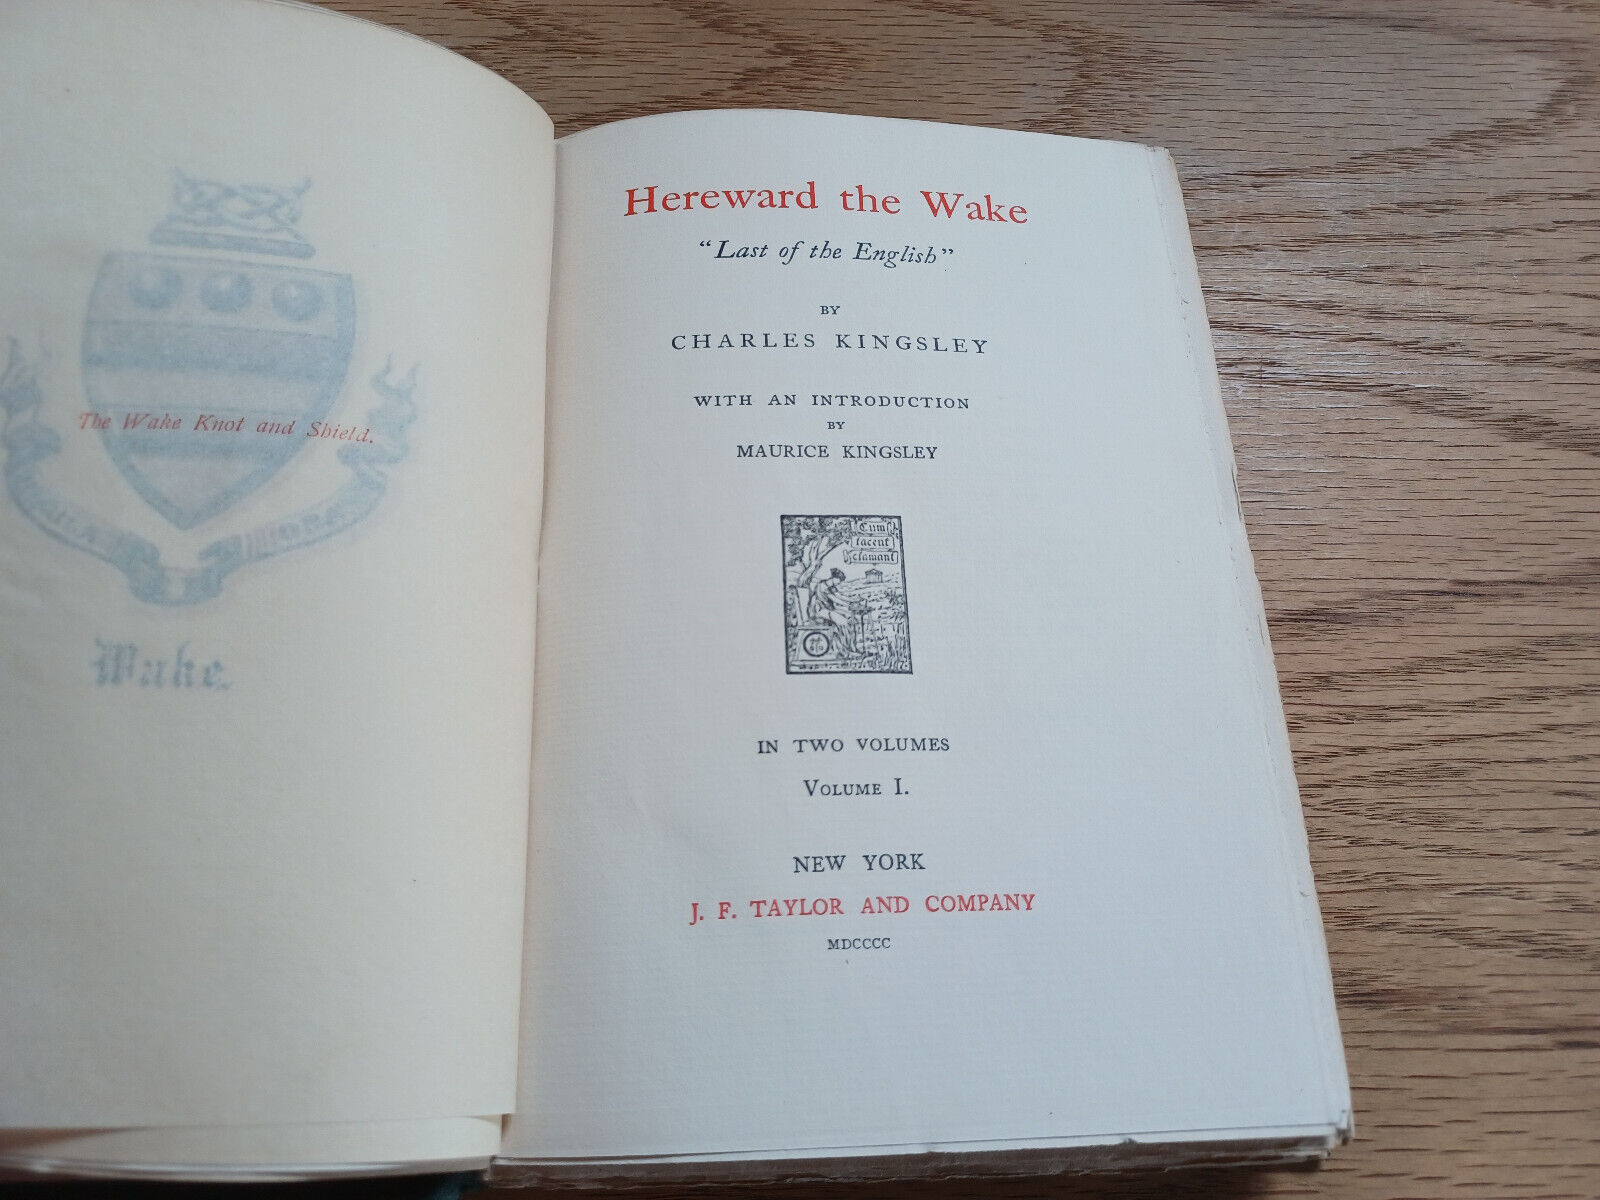 The Wake Knot and Shield.
Wake.
Hereward the Wake
"Last of the English"
BY
CHARLES KINGSLEY
WITH AN INTRODUCTION
BY
MAURICE KINGSLEY
Cum
tacent
clamant
IN TWO VOLUMES
VOLUME I.
NEW YORK
J. F. TAYLOR AND COMPANY
MDCCCC